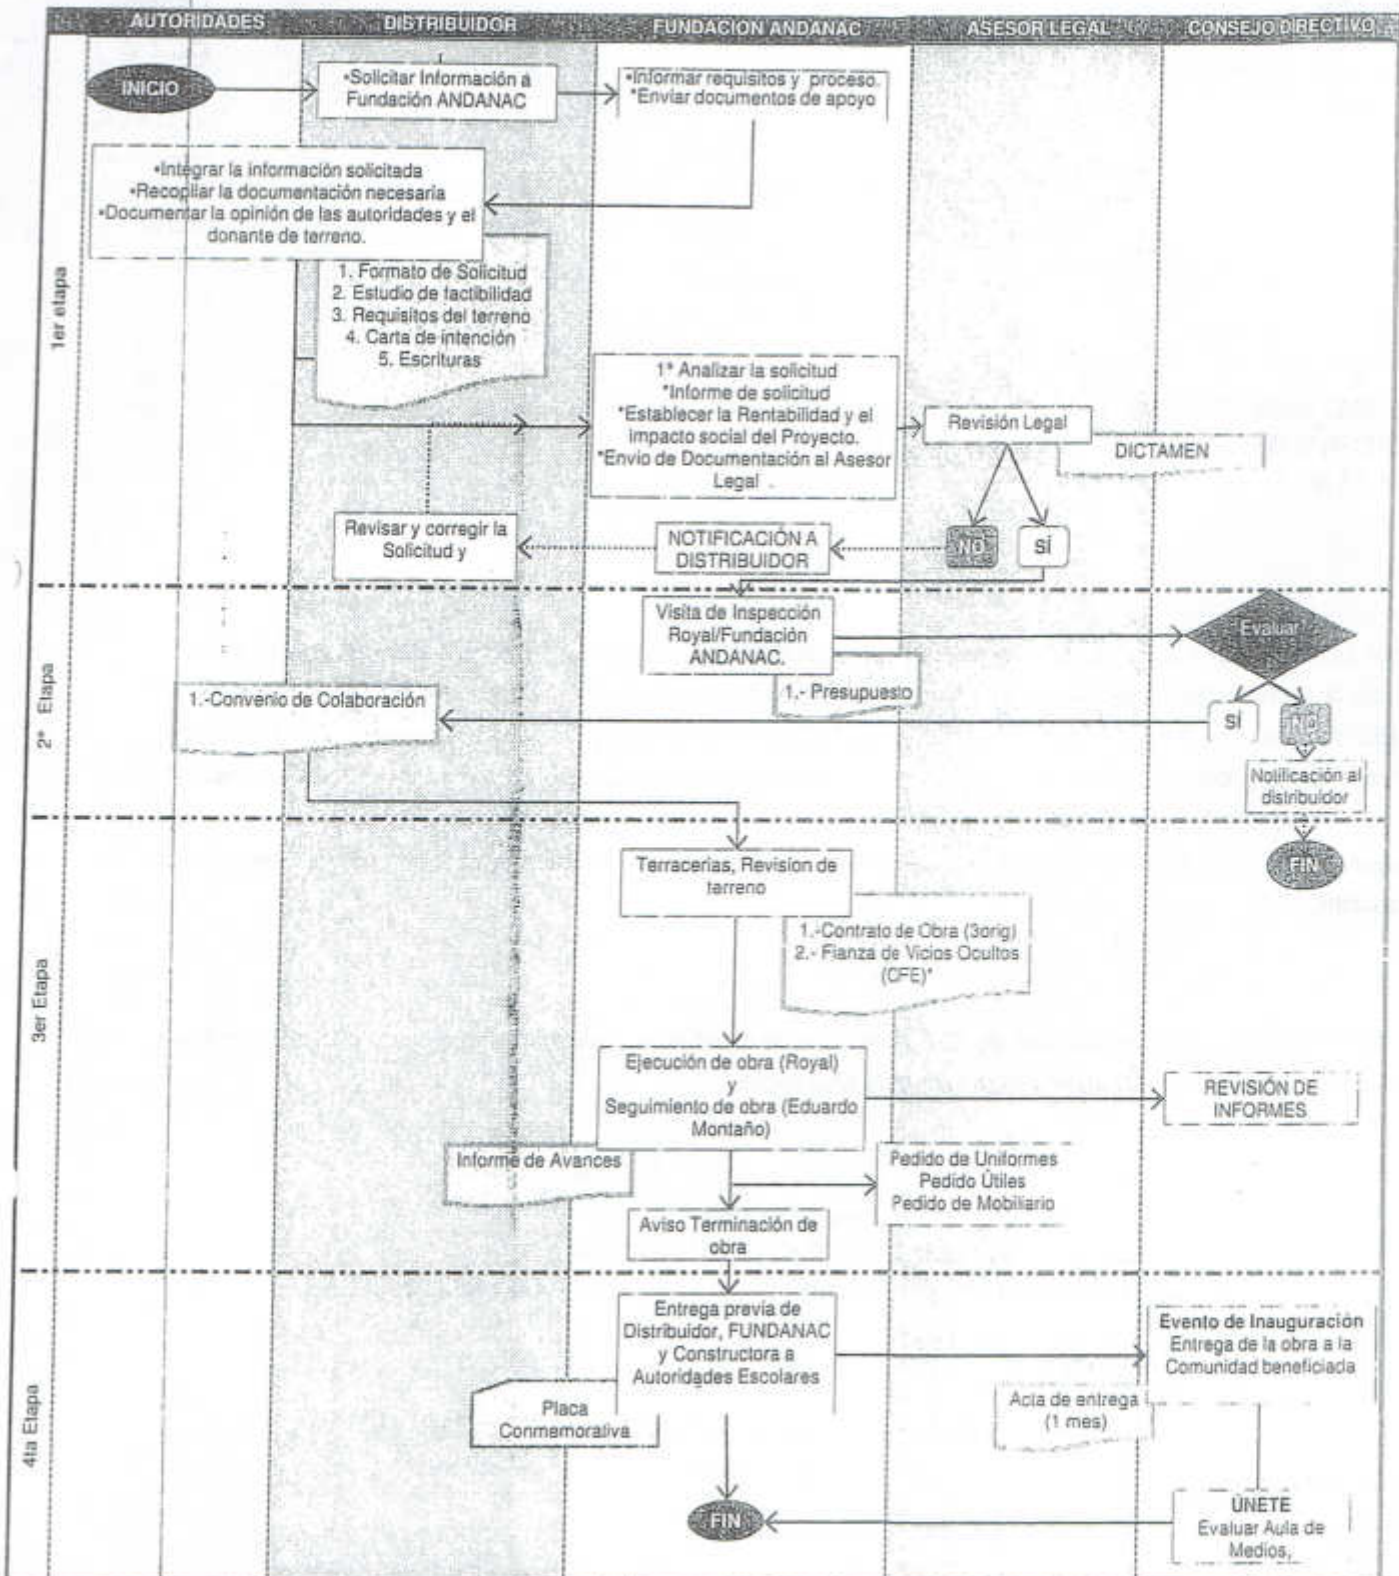 AUTORIDADES
DISTRIBUIDOR
FUNDACION ANDANAC
ASESOR LEGAL
CONSEJO DIRECTIVO
1er etapa
INICIO
•Solicitar Información a
Fundación ANDANAC
•Informar requisitos y proceso.
*Enviar documentos de apoyo
•Integrar la información solicitada
•Recopilar la documentación necesaria
•Documentar la opinión de las autoridades y el
donante de terreno.
1. Formato de Solicitud
2. Estudio de factibilidad
3. Requisitos del terreno
4. Carta de intención
5. Escrituras
1* Analizar la solicitud
*Informe de solicitud
*Establecer la Rentabilidad y el
impacto social del Proyecto.
*Envio de Documentación al Asesor
Legal .
Revisión Legal
DICTAMEN
NO
SÍ
NOTIFICACIÓN A
DISTRIBUIDOR
Revisar y corregir la
Solicitud y
2ª Etapa
Visita de Inspección
Royal/Fundación
ANDANAC.
1.- Presupuesto
Evaluar
SÍ
NO
Notificación al
distribuidor
FIN
1.-Convenio de Colaboración
3er Etapa
Terracerias, Revision de
terreno
1.-Contrato de Obra (3orig)
2.- Fianza de Vicios Ocultos
(CFE)*
Ejecución de obra (Royal)
y
Seguimiento de obra (Eduardo
Montaño)
REVISIÓN DE
INFORMES
Informe de Avances
Pedido de Uniformes
Pedido Útiles
Pedido de Mobiliario
Aviso Terminación de
obra
4ta Etapa
Entrega previa de
Distribuidor, FUNDANAC
y Constructora a
Autoridades Escolares
Placa
Conmemorativa
Evento de Inauguración
Entrega de la obra a la
Comunidad beneficiada
Acta de entrega
(1 mes)
ÚNETE
Evaluar Aula de
Medios,
FIN